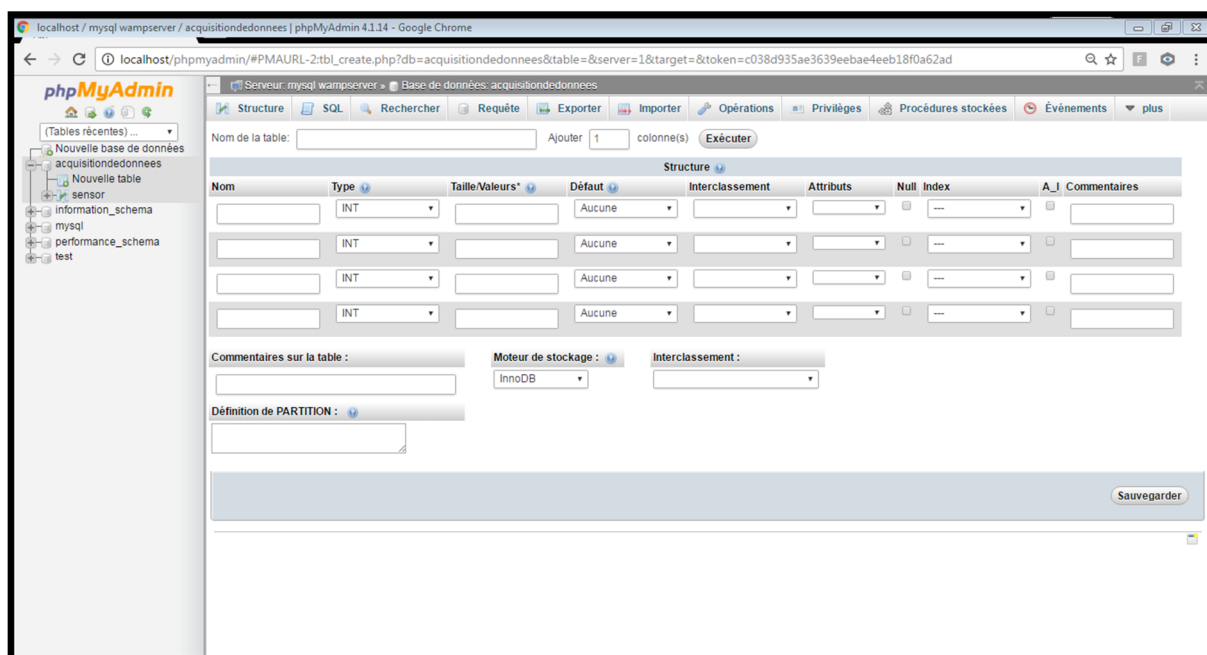 localhost / mysql wampserver / acquisitiondedonnees | phpMyAdmin 4.1.14 - Google Chrome
localhost/phpmyadmin/#PMAURL-2:tbl_create.php?db=acquisitiondedonnees&table=&server=1&target=&token=c038d935ae3639eebae4eeb18f0a62ad
phpMyAdmin
(Tables récentes) ...
Nouvelle base de données
acquisitiondedonnees
Nouvelle table
sensor
information_schema
mysql
performance_schema
test
Serveur: mysql wampserver » Base de données: acquisitiondedonnees
Structure SQL Rechercher Requête Exporter Importer Opérations Privilèges Procédures stockées Événements plus
Nom de la table: Ajouter 1 colonne(s) Exécuter
Structure
Nom Type Taille/Valeurs* Défaut Interclassement Attributs Null Index A_I Commentaires
INT Aucune ---
INT Aucune ---
INT Aucune ---
INT Aucune ---
Commentaires sur la table : Moteur de stockage : Interclassement :
InnoDB
Définition de PARTITION :
Sauvegarder